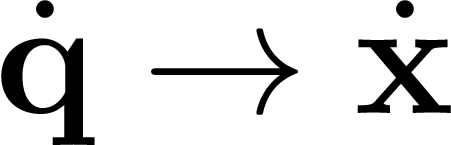 q̇ → ẋ